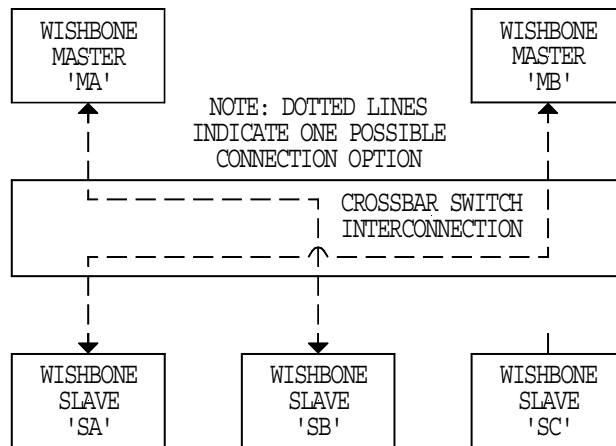 WISHBONE
MASTER
'MA'
WISHBONE
MASTER
'MB'
NOTE: DOTTED LINES
INDICATE ONE POSSIBLE
CONNECTION OPTION
CROSSBAR SWITCH
INTERCONNECTION
WISHBONE
SLAVE
'SA'
WISHBONE
SLAVE
'SB'
WISHBONE
SLAVE
'SC'